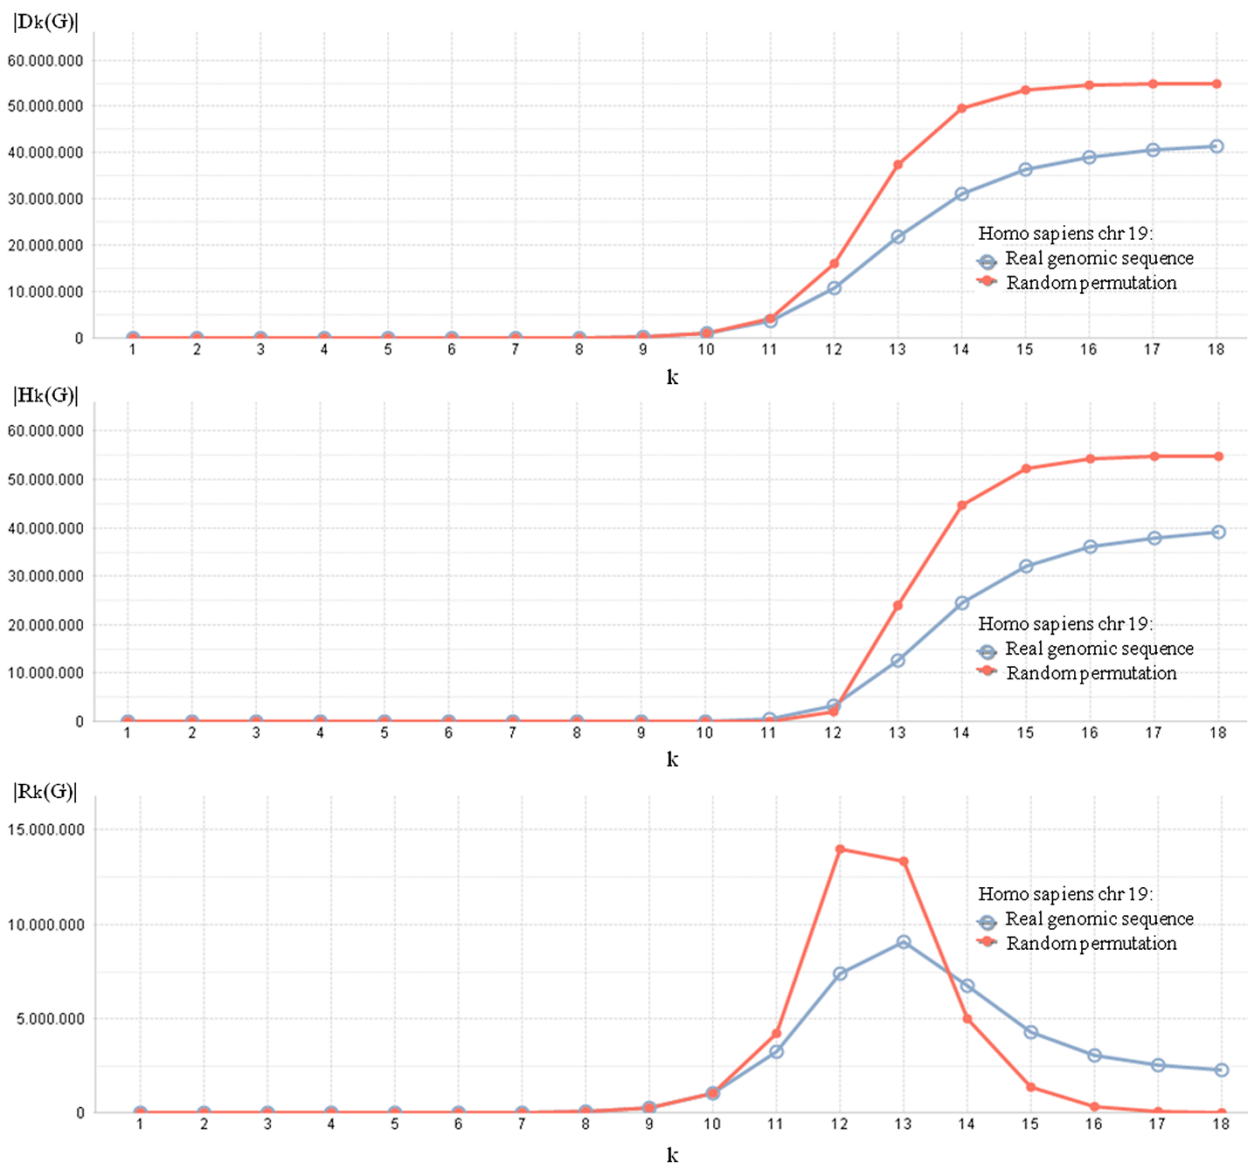 |Dk(G)|
60.000.000
50.000.000
40.000.000
30.000.000
20.000.000
10.000.000
0
Homo sapiens chr 19:
Real genomic sequence
Random permutation
1 2 3 4 5 6 7 8 9 10 11 12 13 14 15 16 17 18
k
|Hk(G)|
60.000.000
50.000.000
40.000.000
30.000.000
20.000.000
10.000.000
0
Homo sapiens chr 19:
Real genomic sequence
Random permutation
1 2 3 4 5 6 7 8 9 10 11 12 13 14 15 16 17 18
k
|Rk(G)|
15.000.000
10.000.000
5.000.000
0
Homo sapiens chr 19:
Real genomic sequence
Random permutation
1 2 3 4 5 6 7 8 9 10 11 12 13 14 15 16 17 18
k